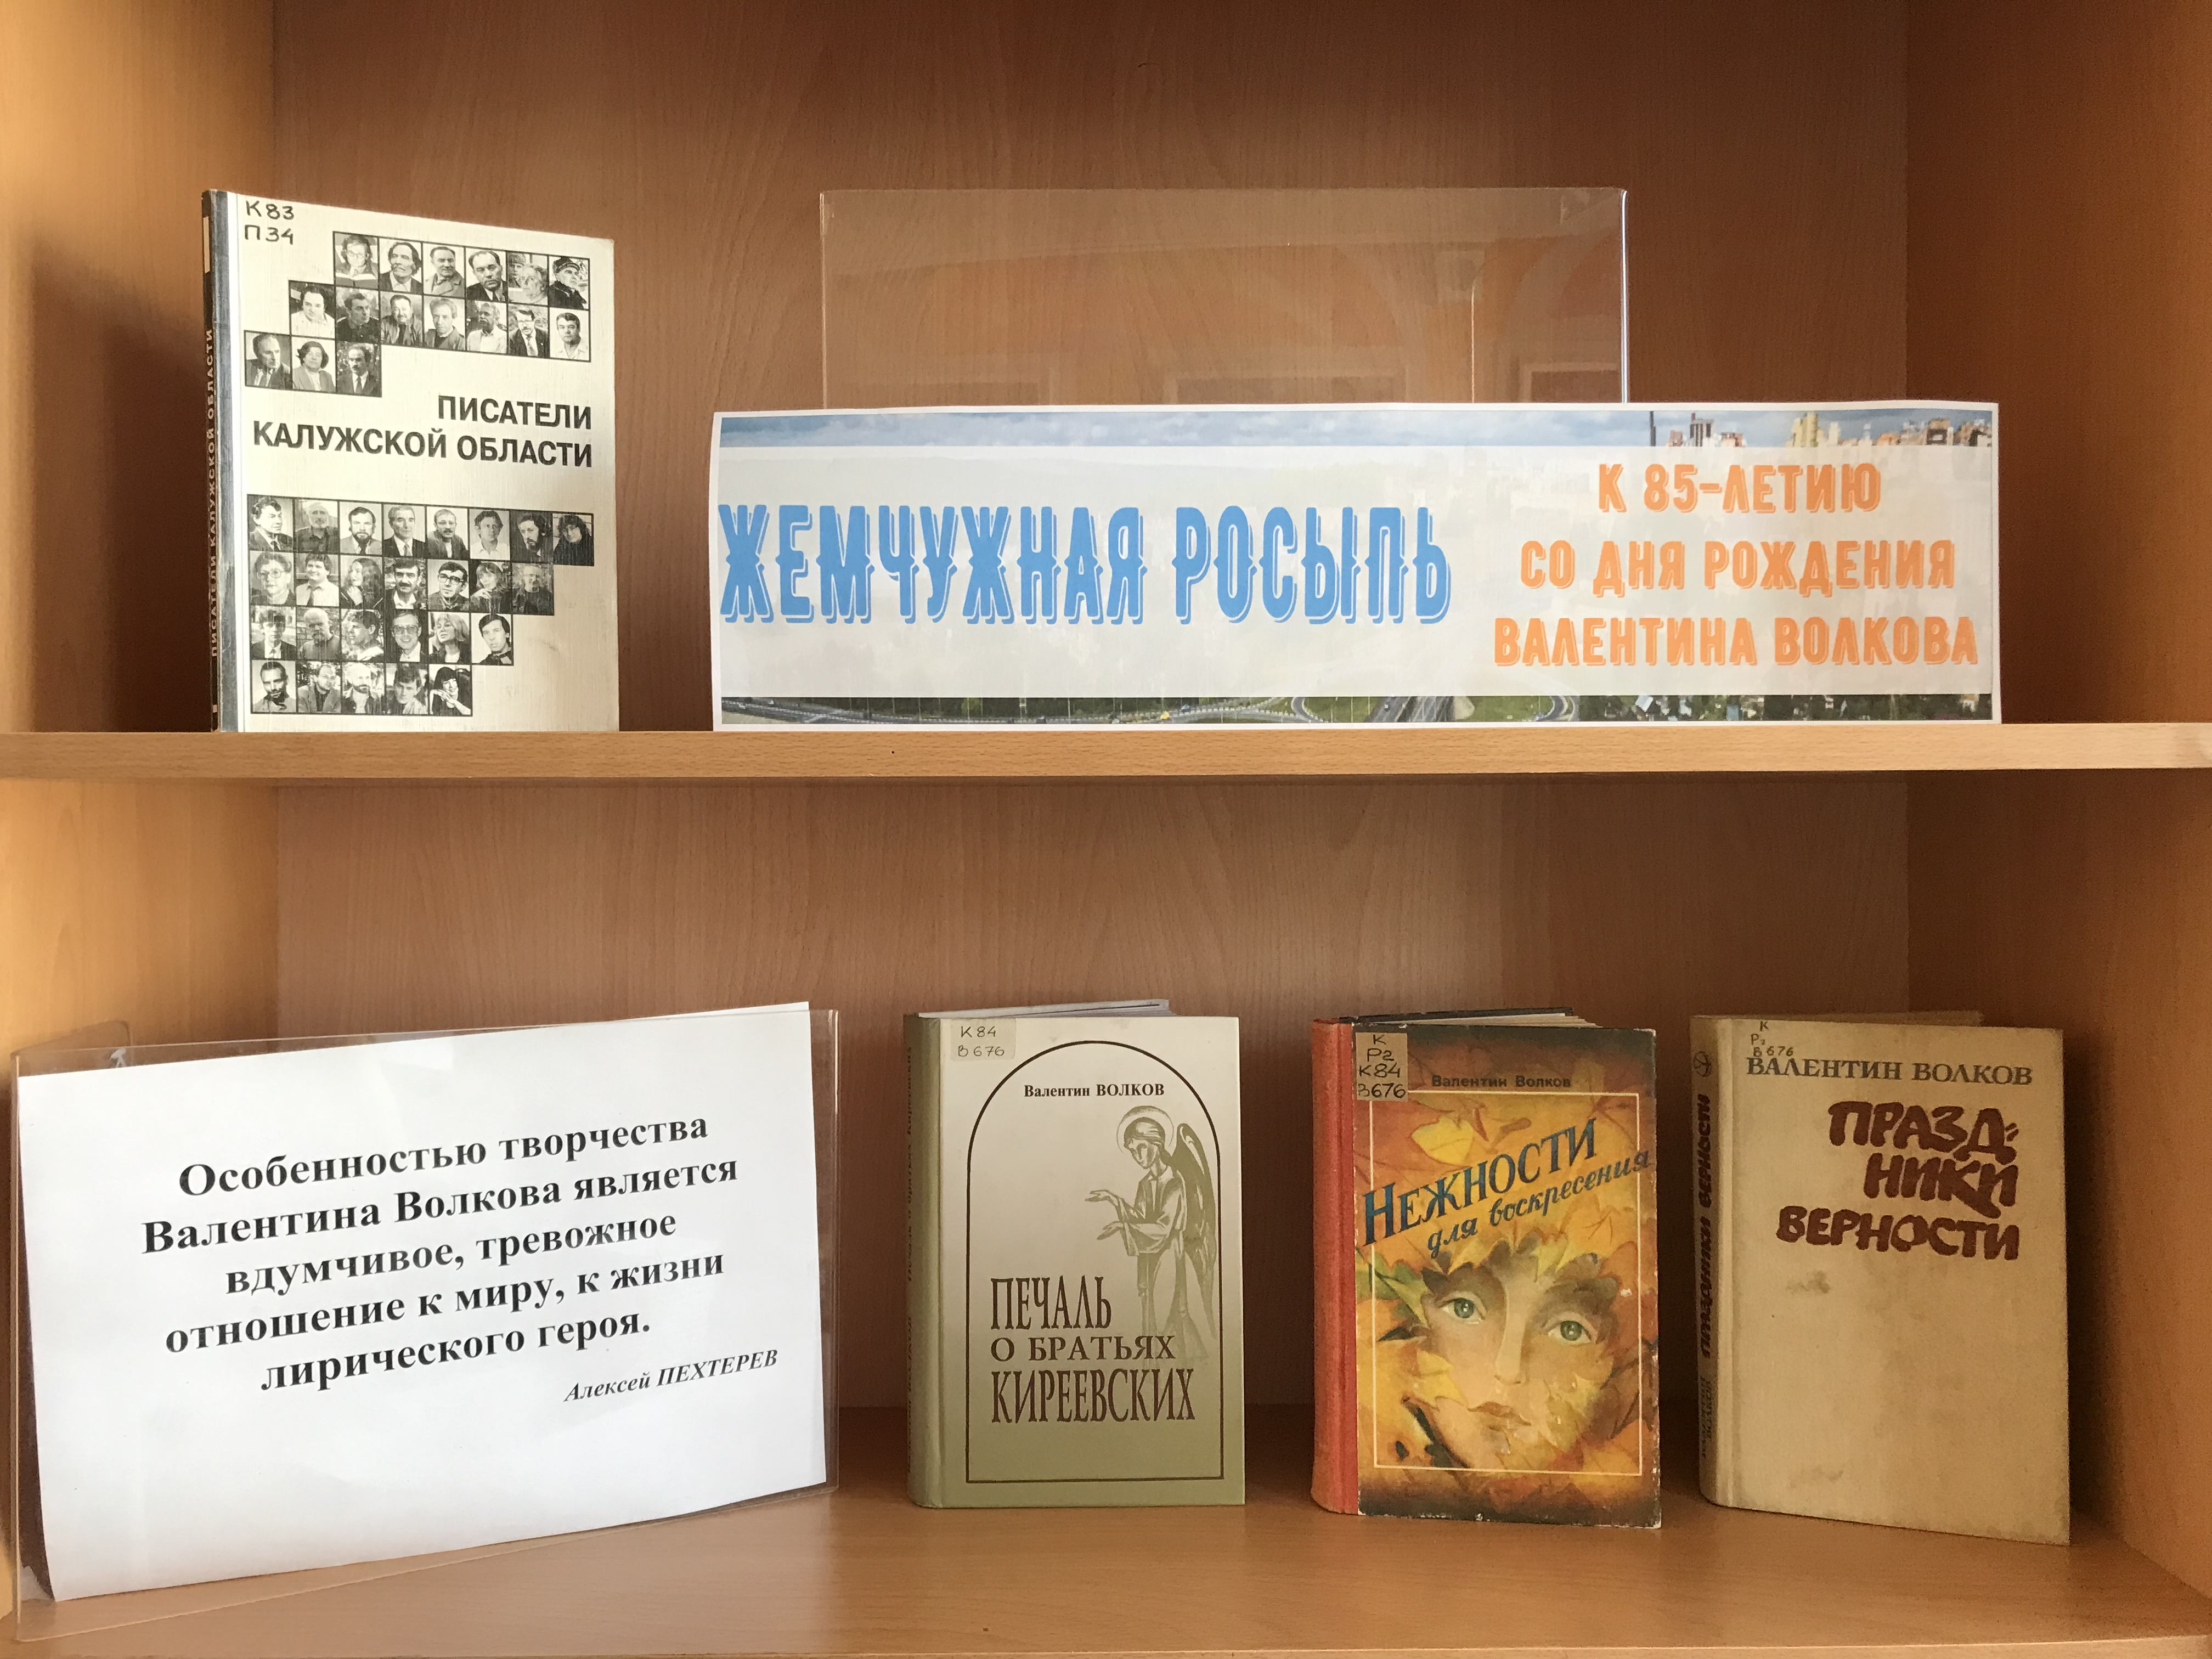 К83
П34
ПИСАТЕЛИ
КАЛУЖСКОЙ ОБЛАСТИ
ПИСАТЕЛИ КАЛУЖСКОЙ ОБЛАСТИ
ЖЕМЧУЖНАЯ РОСЫПЬ
К 85-ЛЕТИЮ
СО ДНЯ РОЖДЕНИЯ
ВАЛЕНТИНА ВОЛКОВА
Особенностью творчества
Валентина Волкова является
вдумчивое, тревожное
отношение к миру, к жизни
лирического героя.
Алексей ПЕХТЕРЕВ
К 84
В 676
Валентин ВОЛКОВ
ПЕЧАЛЬ
О БРАТЬЯХ
КИРЕЕВСКИХ
К
Р2
К84
В676
Валентин Волков
НЕЖНОСТИ
для воскресения
К
Р2
В676
ВАЛЕНТИН ВОЛКОВ
ПРАЗД-
НИКИ
ВЕРНОСТИ
ПРАЗДНИКИ ВЕРНОСТИ